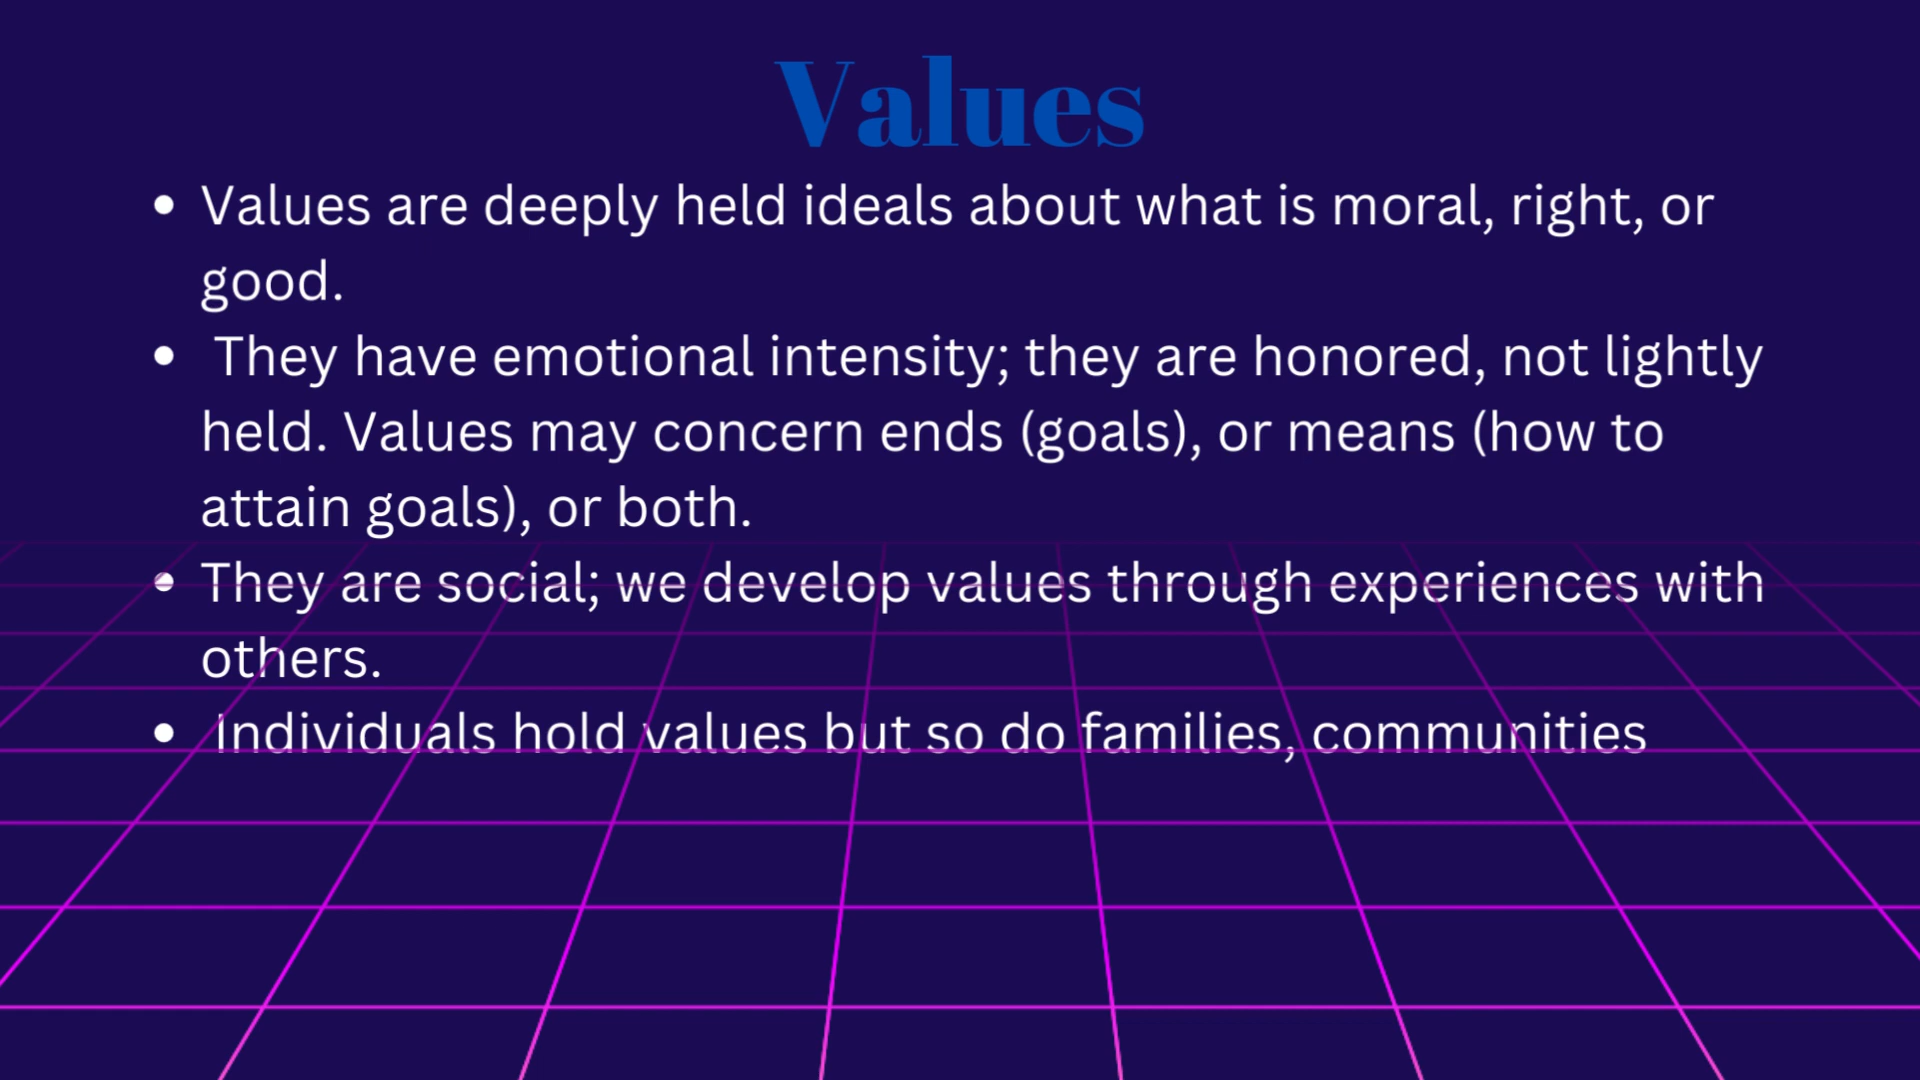 Values
• Values are deeply held ideals about what is moral, right, or
good.
• They have emotional intensity; they are honored, not lightly
held. Values may concern ends (goals), or means (how to
attain goals), or both.
• They are social; we develop values through experiences with
others.
• Individuals hold values but so do families, communities